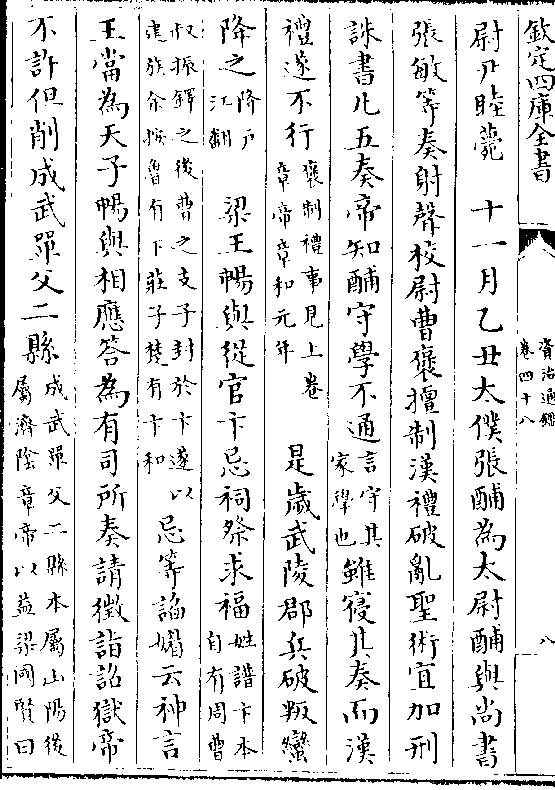 欽定四庫全書
資治通鑑
卷四十八
八
尉尹睦薨　十一月乙丑太僕張酺為太尉酺與尚書
張敏等奏射聲校尉曹褒擅制漢禮破亂聖術宜加刑
誅書凡五奏帝知酺守學不通言守其家學也雖寢其奏而漢
禮遂不行褒制禮事見上卷章帝章和元年　是歲武陵郡兵破叛蠻
降之降户江翻　梁王暢與從官卞忌祠祭求福姓譜卞本自有周曹
叔振鐸之後曹之支子封於卞遂以建族余按魯有卞莊子楚有卞和　忌等諂媚云神言
王當為天子暢與相應答為有司所奏請徵詣詔獄帝
不許但削成武單父二縣成武單父二縣本屬山陽後屬濟隂章帝以益梁國賢曰